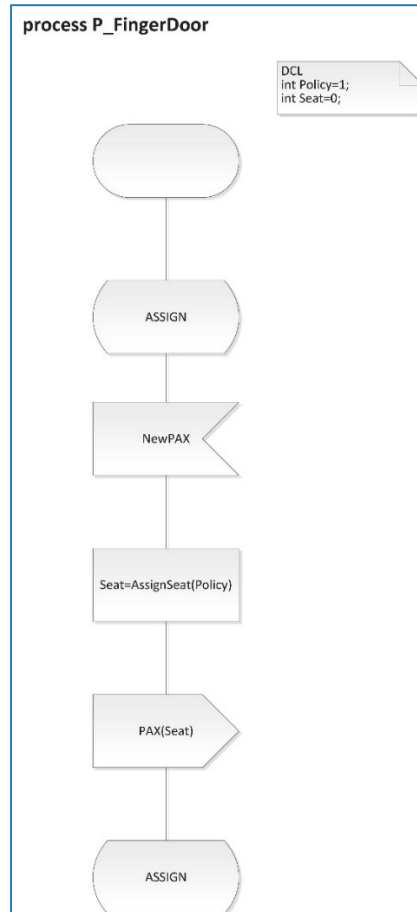 process P_FingerDoor
DCL
int Policy=1;
int Seat=0;
ASSIGN
NewPAX
Seat=AssignSeat(Policy)
PAX(Seat)
ASSIGN